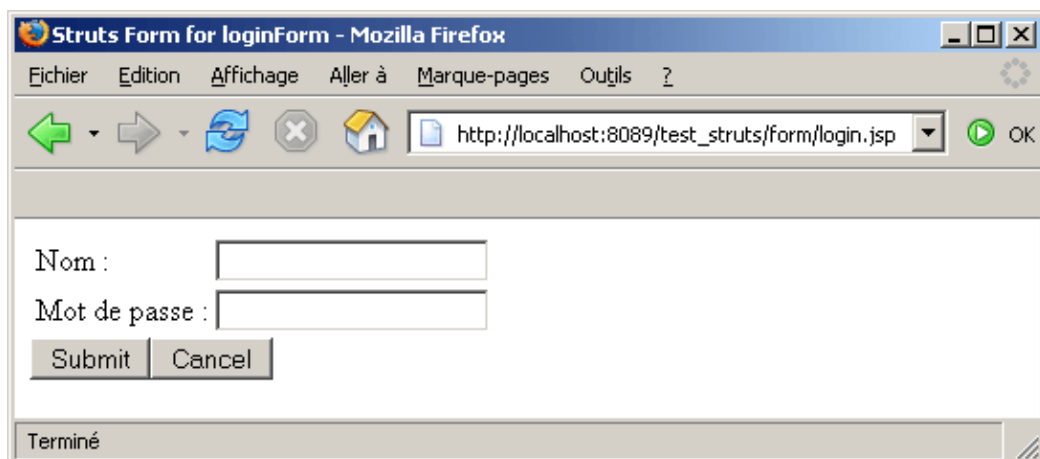 Struts Form for loginForm - Mozilla Firefox
Fichier Edition Affichage Aller à Marque-pages Outils ?
http://localhost:8089/test_struts/form/login.jsp OK
Nom :
Mot de passe :
Submit Cancel
Terminé